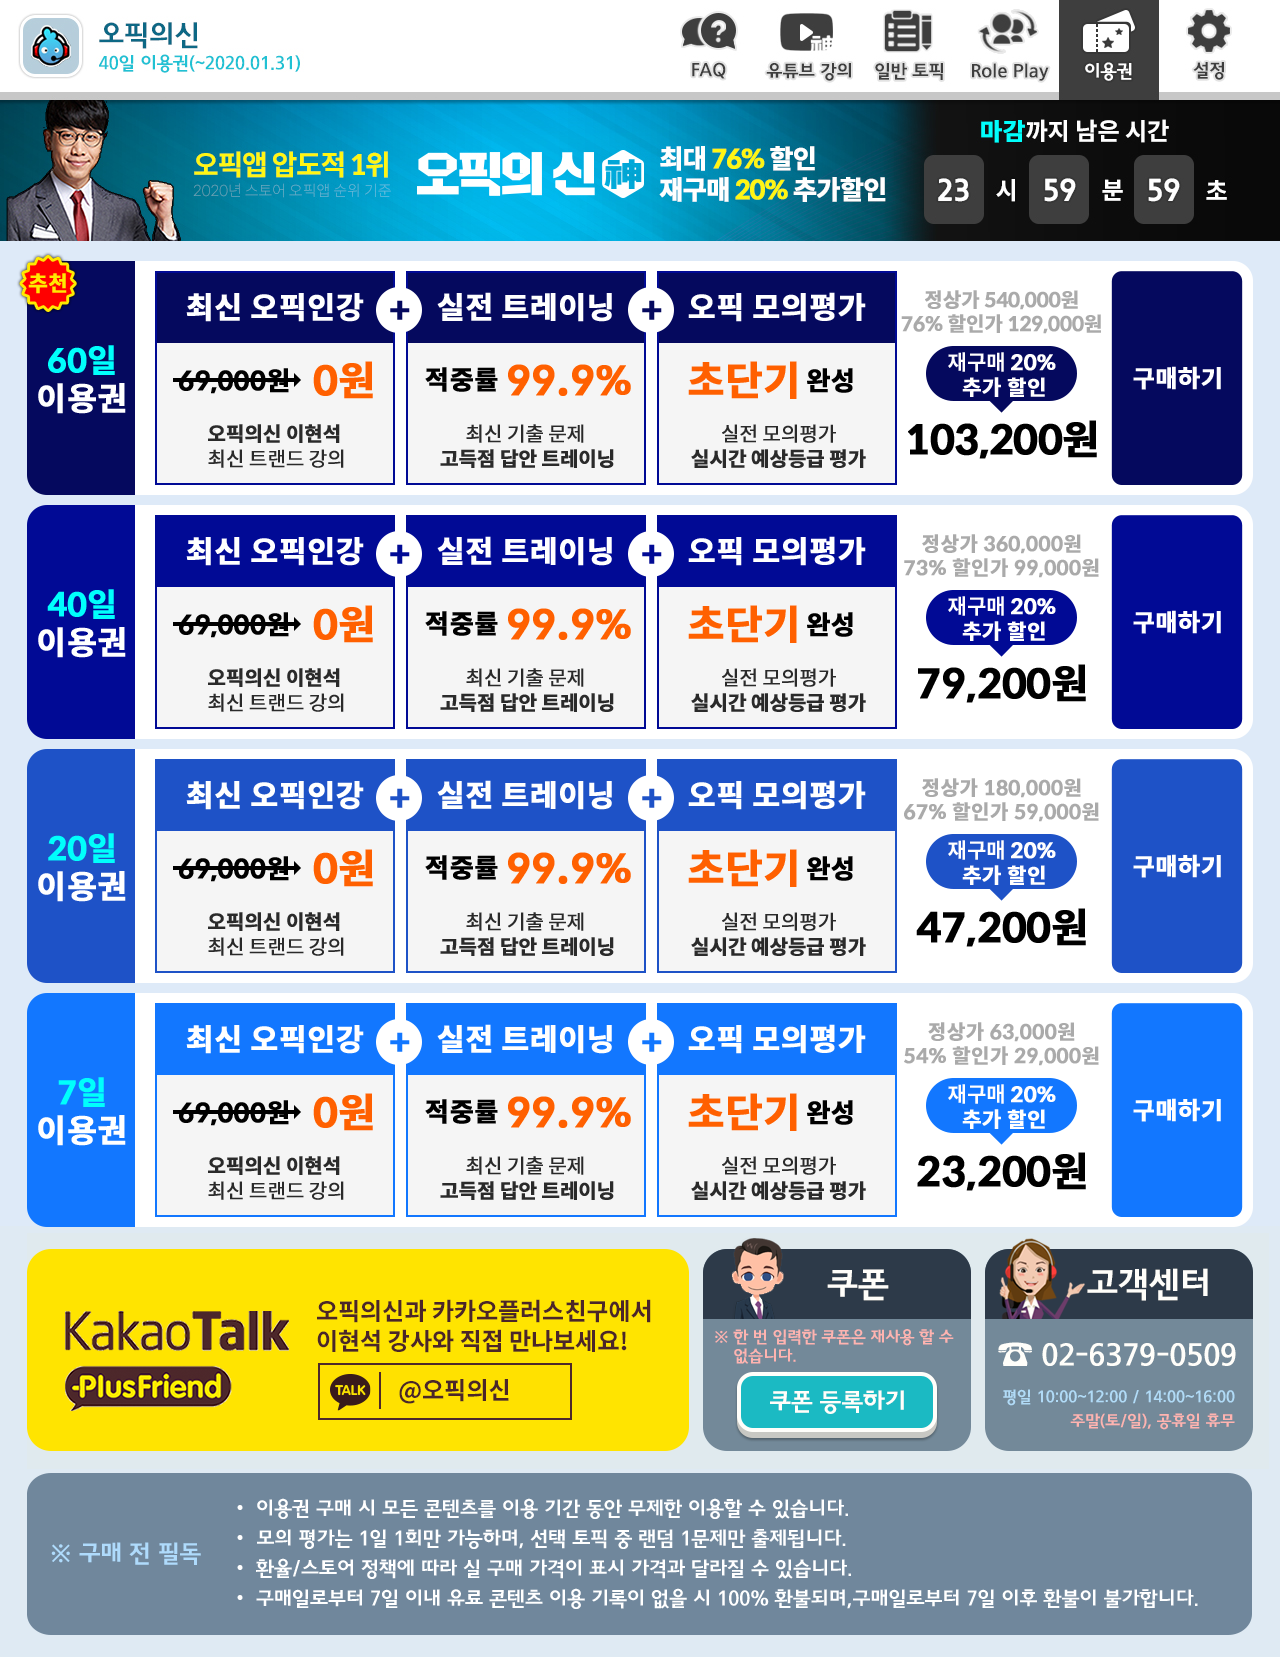 오픽의신
40일 이용권(~2020.01.31)
FAQ
유튜브 강의
일반 토픽
Role Play
이용권
설정
오픽앱 압도적 1위
2020년 스토어 오픽앱 순위 기준
오픽의 신 神
최대 76% 할인
재구매 20% 추가할인
마감까지 남은 시간
23 시 59 분 59 초
추천
60일
이용권
최신 오픽인강 + 실전 트레이닝 + 오픽 모의평가
69,000원 0원
적중률 99.9%
초단기 완성
오픽의신 이현석
최신 트랜드 강의
최신 기출 문제
고득점 답안 트레이닝
실전 모의평가
실시간 예상등급 평가
정상가 540,000원
76% 할인가 129,000원
재구매 20%
추가 할인
103,200원
구매하기
40일
이용권
최신 오픽인강 + 실전 트레이닝 + 오픽 모의평가
69,000원 0원
적중률 99.9%
초단기 완성
오픽의신 이현석
최신 트랜드 강의
최신 기출 문제
고득점 답안 트레이닝
실전 모의평가
실시간 예상등급 평가
정상가 360,000원
73% 할인가 99,000원
재구매 20%
추가 할인
79,200원
구매하기
20일
이용권
최신 오픽인강 + 실전 트레이닝 + 오픽 모의평가
69,000원 0원
적중률 99.9%
초단기 완성
오픽의신 이현석
최신 트랜드 강의
최신 기출 문제
고득점 답안 트레이닝
실전 모의평가
실시간 예상등급 평가
정상가 180,000원
67% 할인가 59,000원
재구매 20%
추가 할인
47,200원
구매하기
7일
이용권
최신 오픽인강 + 실전 트레이닝 + 오픽 모의평가
69,000원 0원
적중률 99.9%
초단기 완성
오픽의신 이현석
최신 트랜드 강의
최신 기출 문제
고득점 답안 트레이닝
실전 모의평가
실시간 예상등급 평가
정상가 63,000원
54% 할인가 29,000원
재구매 20%
추가 할인
23,200원
구매하기
KakaoTalk
PlusFriend
오픽의신과 카카오플러스친구에서
이현석 강사와 직접 만나보세요!
TALK @오픽의신
쿠폰
※ 한 번 입력한 쿠폰은 재사용 할 수
없습니다.
쿠폰 등록하기
고객센터
02-6379-0509
평일 10:00~12:00 / 14:00~16:00
주말(토/일), 공휴일 휴무
※ 구매 전 필독
• 이용권 구매 시 모든 콘텐츠를 이용 기간 동안 무제한 이용할 수 있습니다.
• 모의 평가는 1일 1회만 가능하며, 선택 토픽 중 랜덤 1문제만 출제됩니다.
• 환율/스토어 정책에 따라 실 구매 가격이 표시 가격과 달라질 수 있습니다.
• 구매일로부터 7일 이내 유료 콘텐츠 이용 기록이 없을 시 100% 환불되며,구매일로부터 7일 이후 환불이 불가합니다.